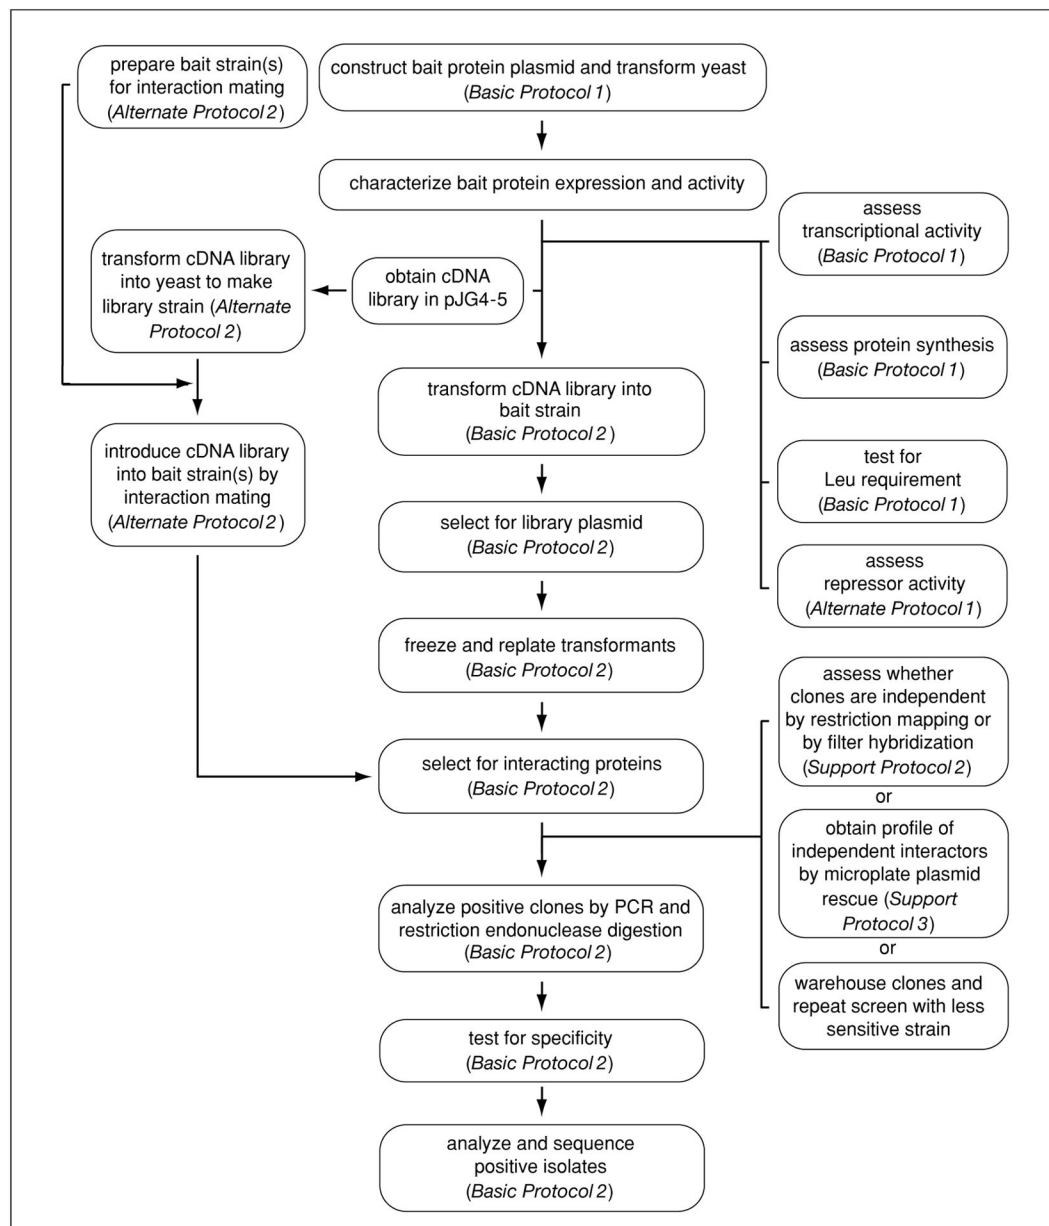 prepare bait strain(s)
for interaction mating
(Alternate Protocol 2)
construct bait protein plasmid and transform yeast
(Basic Protocol 1)
characterize bait protein expression and activity
assess
transcriptional activity
(Basic Protocol 1)
transform cDNA library
into yeast to make
library strain (Alternate
Protocol 2)
obtain cDNA
library in pJG4-5
assess protein synthesis
(Basic Protocol 1)
transform cDNA library into
bait strain
(Basic Protocol 2)
introduce cDNA library
into bait strain(s) by
interaction mating
(Alternate Protocol 2)
test for
Leu requirement
(Basic Protocol 1)
select for library plasmid
(Basic Protocol 2)
assess
repressor activity
(Alternate Protocol 1)
freeze and replate transformants
(Basic Protocol 2)
assess whether
clones are independent
by restriction mapping or
by filter hybridization
(Support Protocol 2)
select for interacting proteins
(Basic Protocol 2)
or
obtain profile of
independent interactors
by microplate plasmid
rescue (Support
Protocol 3)
analyze positive clones by PCR and
restriction endonuclease digestion
(Basic Protocol 2)
or
warehouse clones and
repeat screen with less
sensitive strain
test for specificity
(Basic Protocol 2)
analyze and sequence
positive isolates
(Basic Protocol 2)